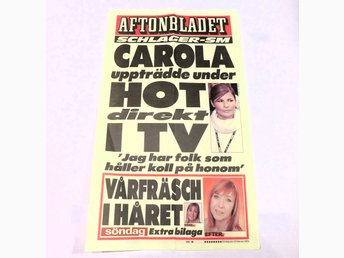 AFTONBLADET
SCHLAGER-SM
CAROLA
uppträdde under
HOT
direkt
I TV
'Jag har folk som
håller koll på honom'
VÅRFRÄSCH
I HÅRET
söndag Extra bilaga EFTER